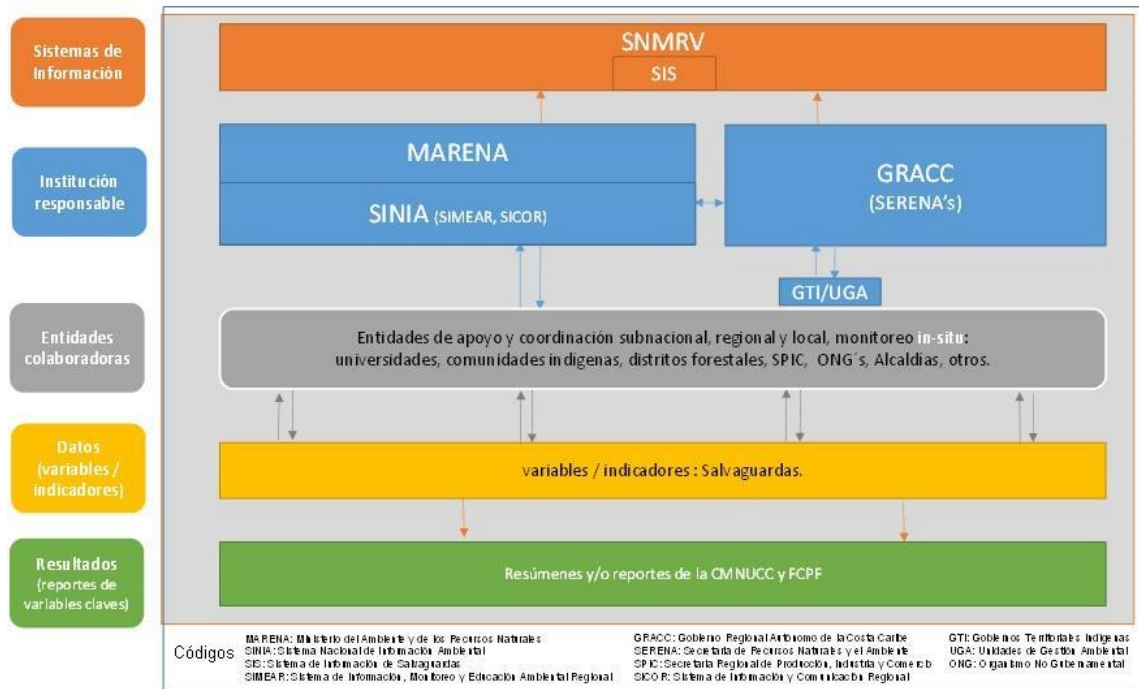 Sistemas de
Información
SNMRV
SIS
Institución
responsable
MARENA
SINIA (SIMEAR, SICOR)
GRACC
(SERENA's)
GTI/UGA
Entidades
colaboradoras
Entidades de apoyo y coordinación subnacional, regional y local, monitoreo in-situ:
universidades, comunidades indígenas, distritos forestales, SPIC, ONG´s, Alcaldías, otros.
Datos
(variables /
indicadores)
variables / indicadores : Salvaguardas.
Resultados
(reportes de
variables claves)
Resúmenes y/o reportes de la CMNUCC y FCPF
Códigos
MARENA: Ministerio del Ambiente y de los Recursos Naturales
SINIA: Sistema Nacional de Información Ambiental
SIS: Sistema de Información de Salvaguardas
SIMEAR: Sistema de Información, Monitoreo y Educación Ambiental Regional
GRACC: Gobierno Regional Autónomo de la Costa Caribe
SERENA: Secretaría de Recursos Naturales y el Ambiente
SPIC: Secretaría Regional de Producción, Industria y Comercio
SICOR: Sistema de Información y Comunicación Regional
GTI: Gobiernos Territoriales Indígenas
UGA: Unidades de Gestión Ambiental
ONG: Organismo No Gubernamental